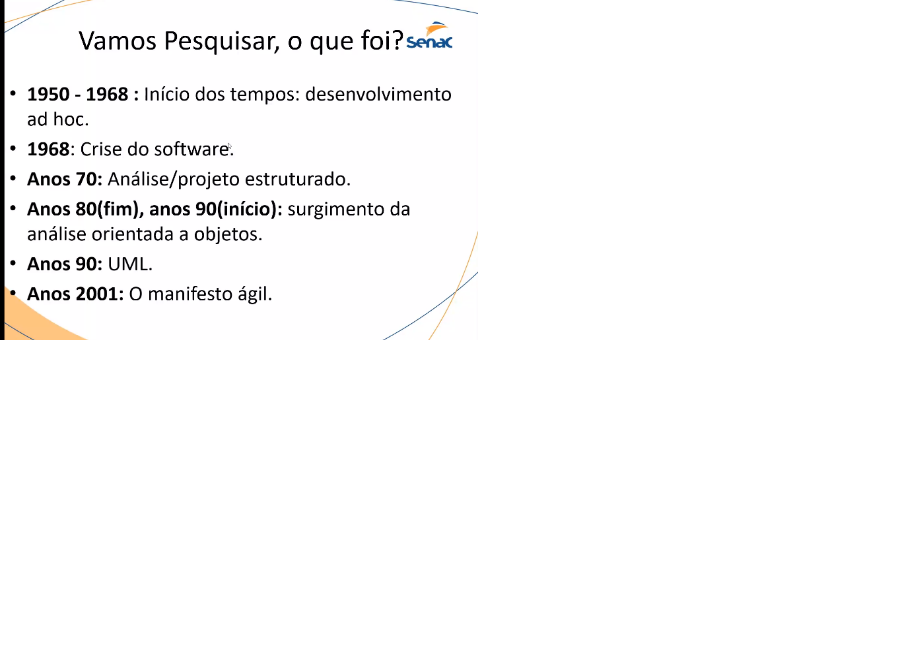 Vamos Pesquisar, o que foi?
senac
• 1950 - 1968 : Início dos tempos: desenvolvimento
ad hoc.
• 1968: Crise do software.
• Anos 70: Análise/projeto estruturado.
• Anos 80(fim), anos 90(início): surgimento da
análise orientada a objetos.
• Anos 90: UML.
• Anos 2001: O manifesto ágil.